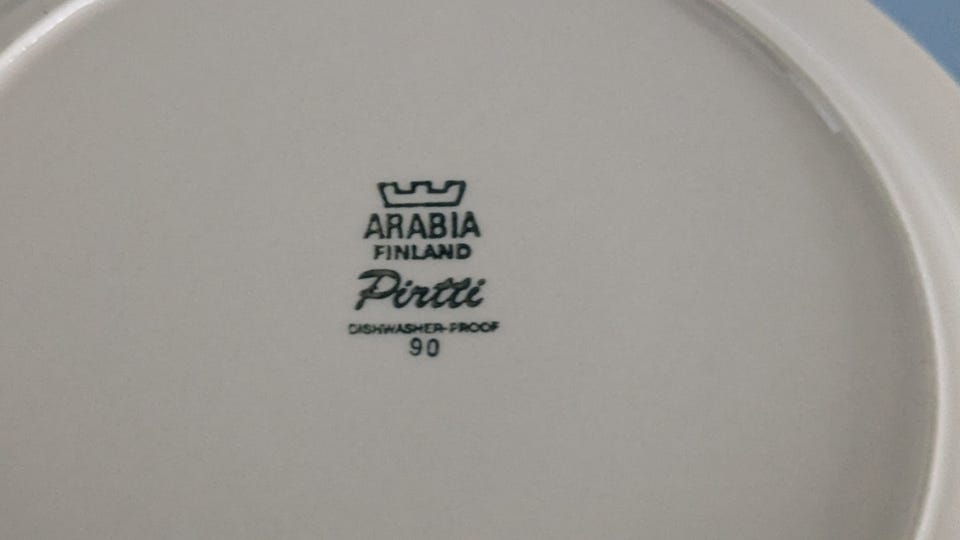 ARABIA
FINLAND
Pirtti
DISHWASHER-PROOF
90